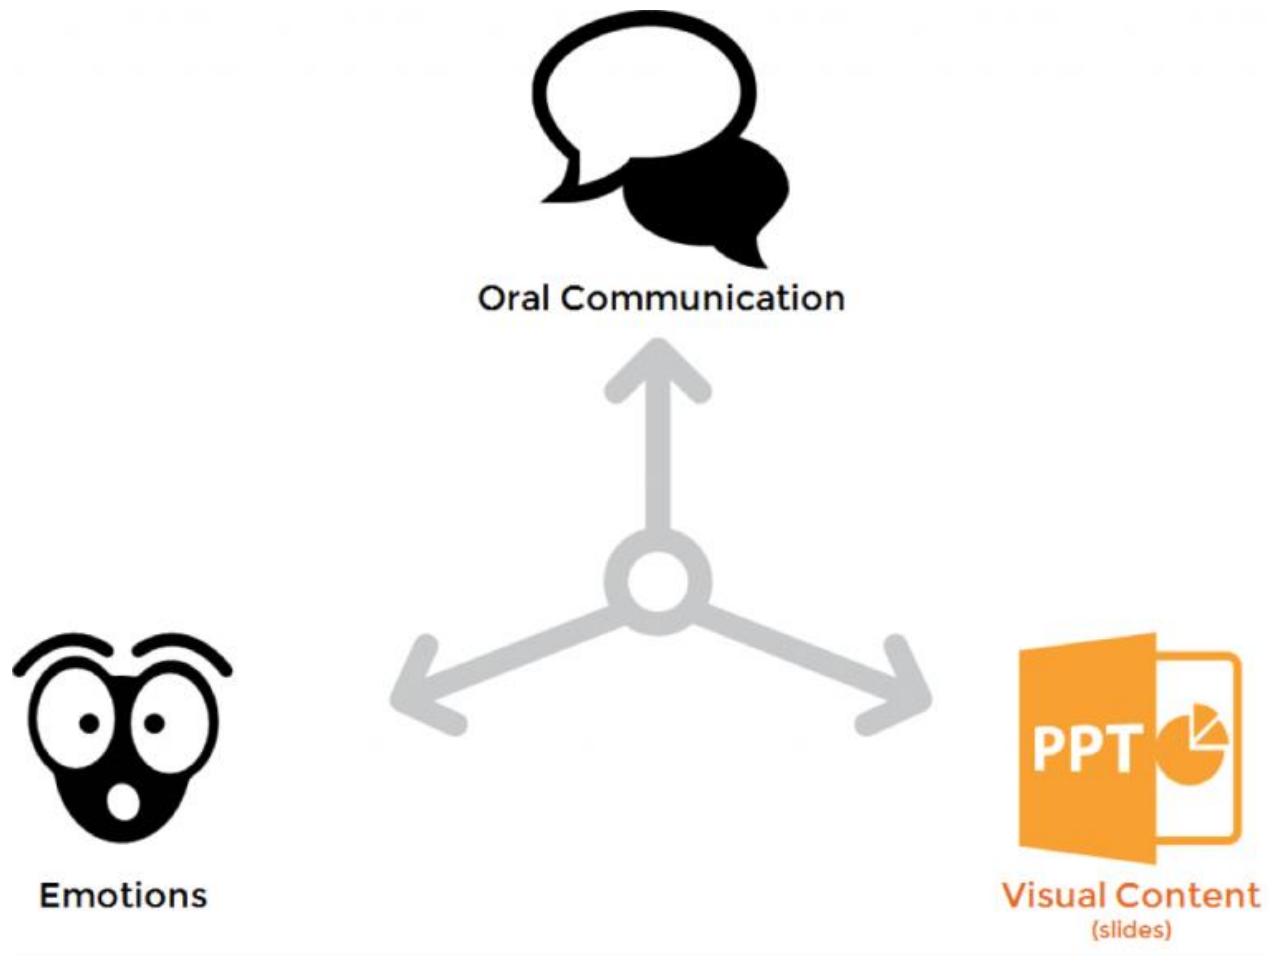 Oral Communication
PPT
Emotions
Visual Content
(slides)